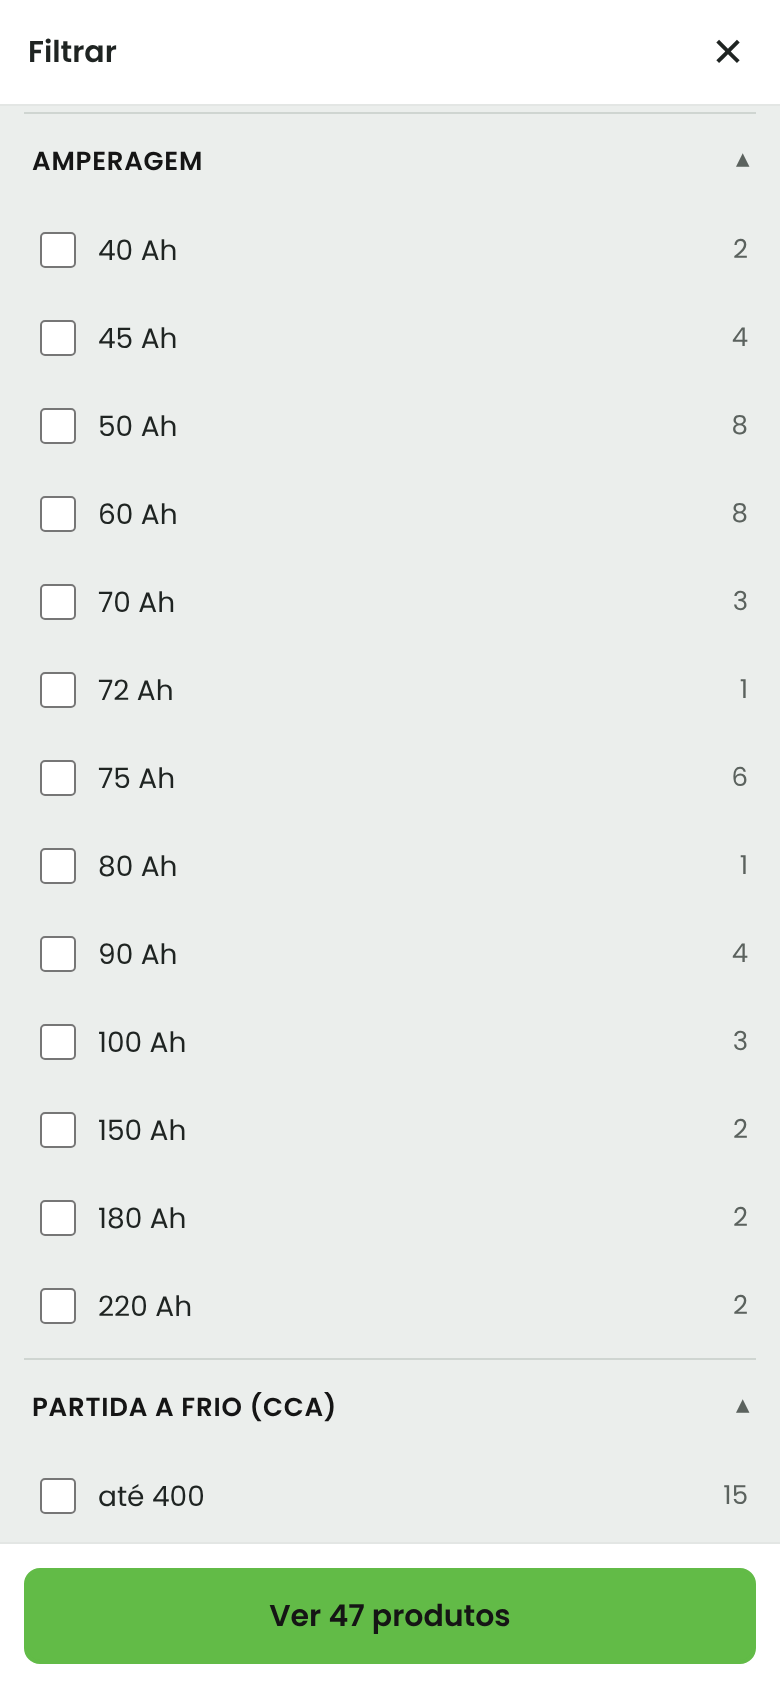 Filtrar
AMPERAGEM
40 Ah 2
45 Ah 4
50 Ah 8
60 Ah 8
70 Ah 3
72 Ah 1
75 Ah 6
80 Ah 1
90 Ah 4
100 Ah 3
150 Ah 2
180 Ah 2
220 Ah 2
PARTIDA A FRIO (CCA)
até 400 15
Ver 47 produtos